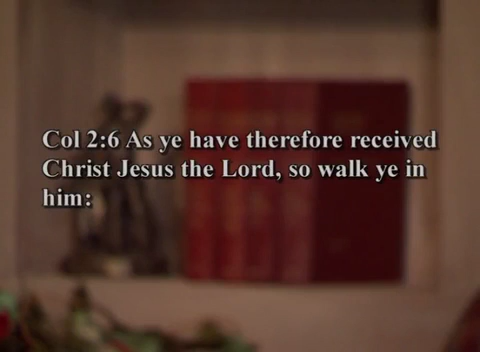 Col 2:6 As ye have therefore received
Christ Jesus the Lord, so walk ye in
him: